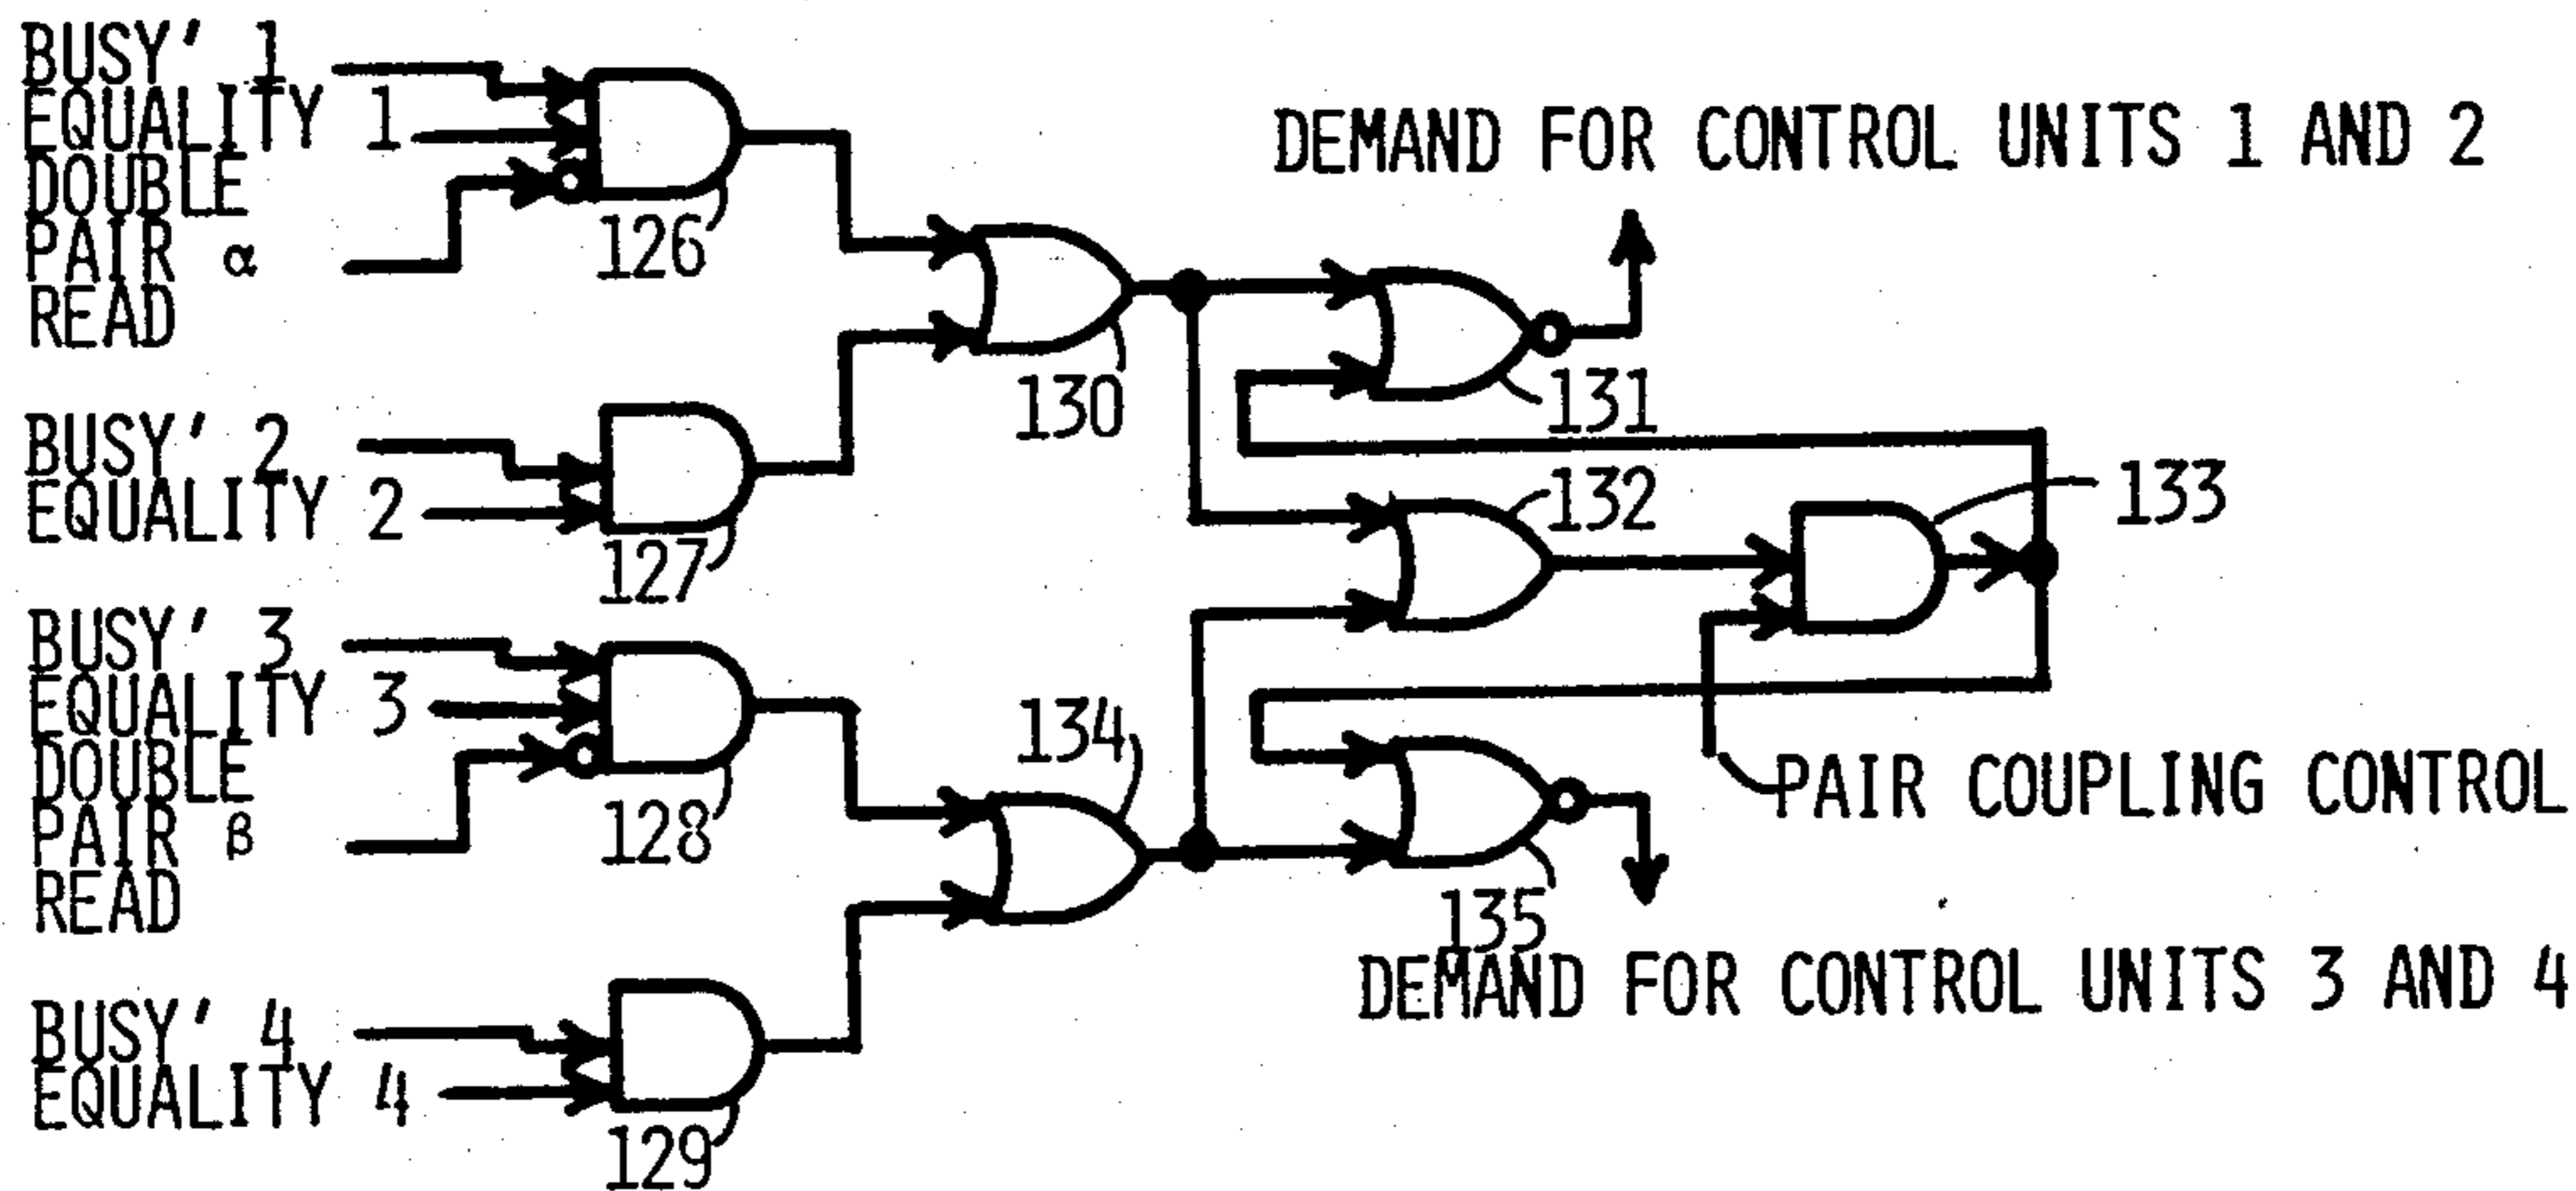 BUSY' 1
EQUALITY 1
DOUBLE
PAIR α
READ
126
DEMAND FOR CONTROL UNITS 1 AND 2
130
131
BUSY' 2
EQUALITY 2
127
132
133
BUSY' 3
EQUALITY 3
DOUBLE
PAIR β
READ
128
134
PAIR COUPLING CONTROL
135
DEMAND FOR CONTROL UNITS 3 AND 4
BUSY' 4
EQUALITY 4
129